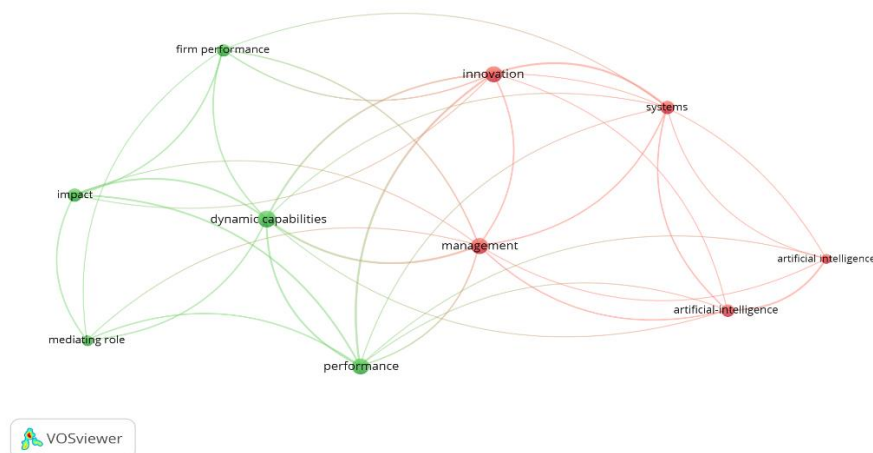 firm performance
innovation
systems
impact
dynamic capabilities
management
artificial intelligence
artificial-intelligence
mediating role
performance
VOSviewer